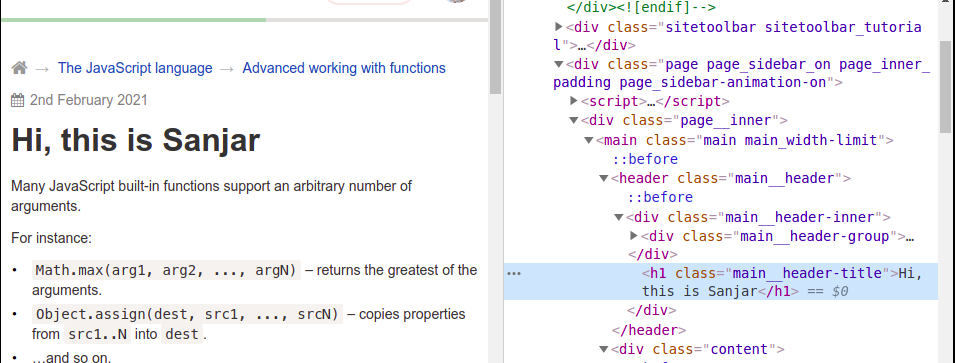 The JavaScript language → Advanced working with functions
2nd February 2021
Hi, this is Sanjar
Many JavaScript built-in functions support an arbitrary number of
arguments.
For instance:
• Math.max(arg1, arg2, ..., argN) – returns the greatest of the
arguments.
• Object.assign(dest, src1, ..., srcN) – copies properties
from src1..N into dest .
• …and so on.
</div><![endif]-->
▶<div class="sitetoolbar sitetoolbar_tutoria
l">…</div>
▼<div class="page page_sidebar_on page_inner_
padding page_sidebar-animation-on">
▶<script>…</script>
▼<div class="page__inner">
▼<main class="main main_width-limit">
::before
▼<header class="main__header">
::before
▼<div class="main__header-inner">
▶<div class="main__header-group">…
</div>
<h1 class="main__header-title">Hi,
this is Sanjar</h1> == $0
</div>
</header>
▼<div class="content">